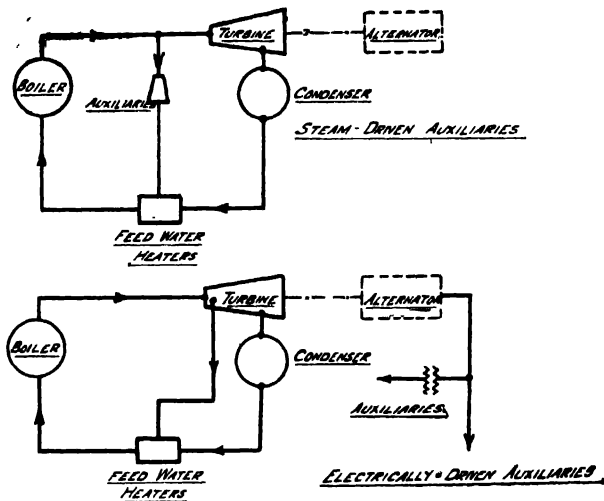 TURBINE
ALTERNATOR
BOILER
AUXILIARIES
CONDENSER
STEAM-DRIVEN AUXILIARIES
FEED WATER
HEATERS
TURBINE
ALTERNATOR
BOILER
CONDENSER
AUXILIARIES
FEED WATER
HEATERS
ELECTRICALLY-DRIVEN AUXILIARIES